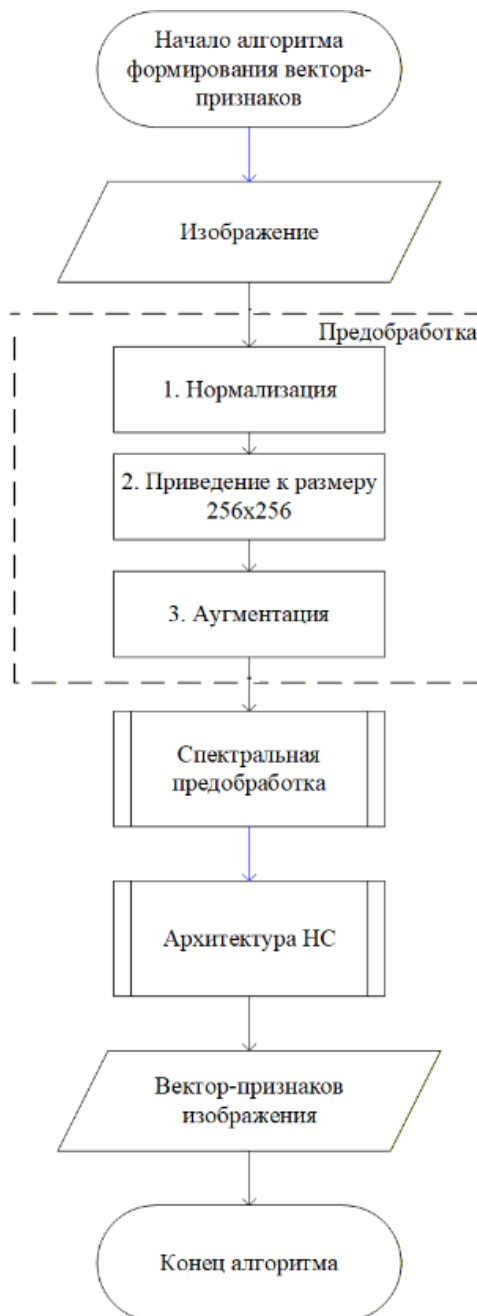 Начало алгоритма
формирования вектора-
признаков
Изображение
Предобработка
1. Нормализация
2. Приведение к размеру
256x256
3. Аугментация
Спектральная
предобработка
Архитектура НС
Вектор-признаков
изображения
Конец алгоритма